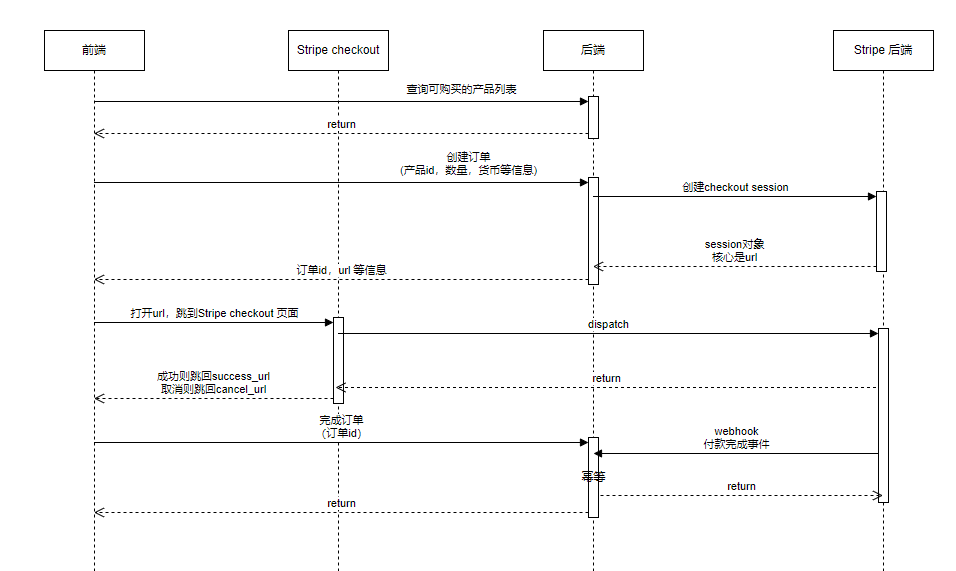 前端
Stripe checkout
后端
Stripe 后端
查询可购买的产品列表
return
创建订单
(产品id，数量，货币等信息)
创建checkout session
session对象
核心是url
订单id，url 等信息
打开url，跳到Stripe checkout 页面
dispatch
成功则跳回success_url
取消则跳回cancel_url
return
完成订单
(订单id)
webhook
付款完成事件
幂等
return
return